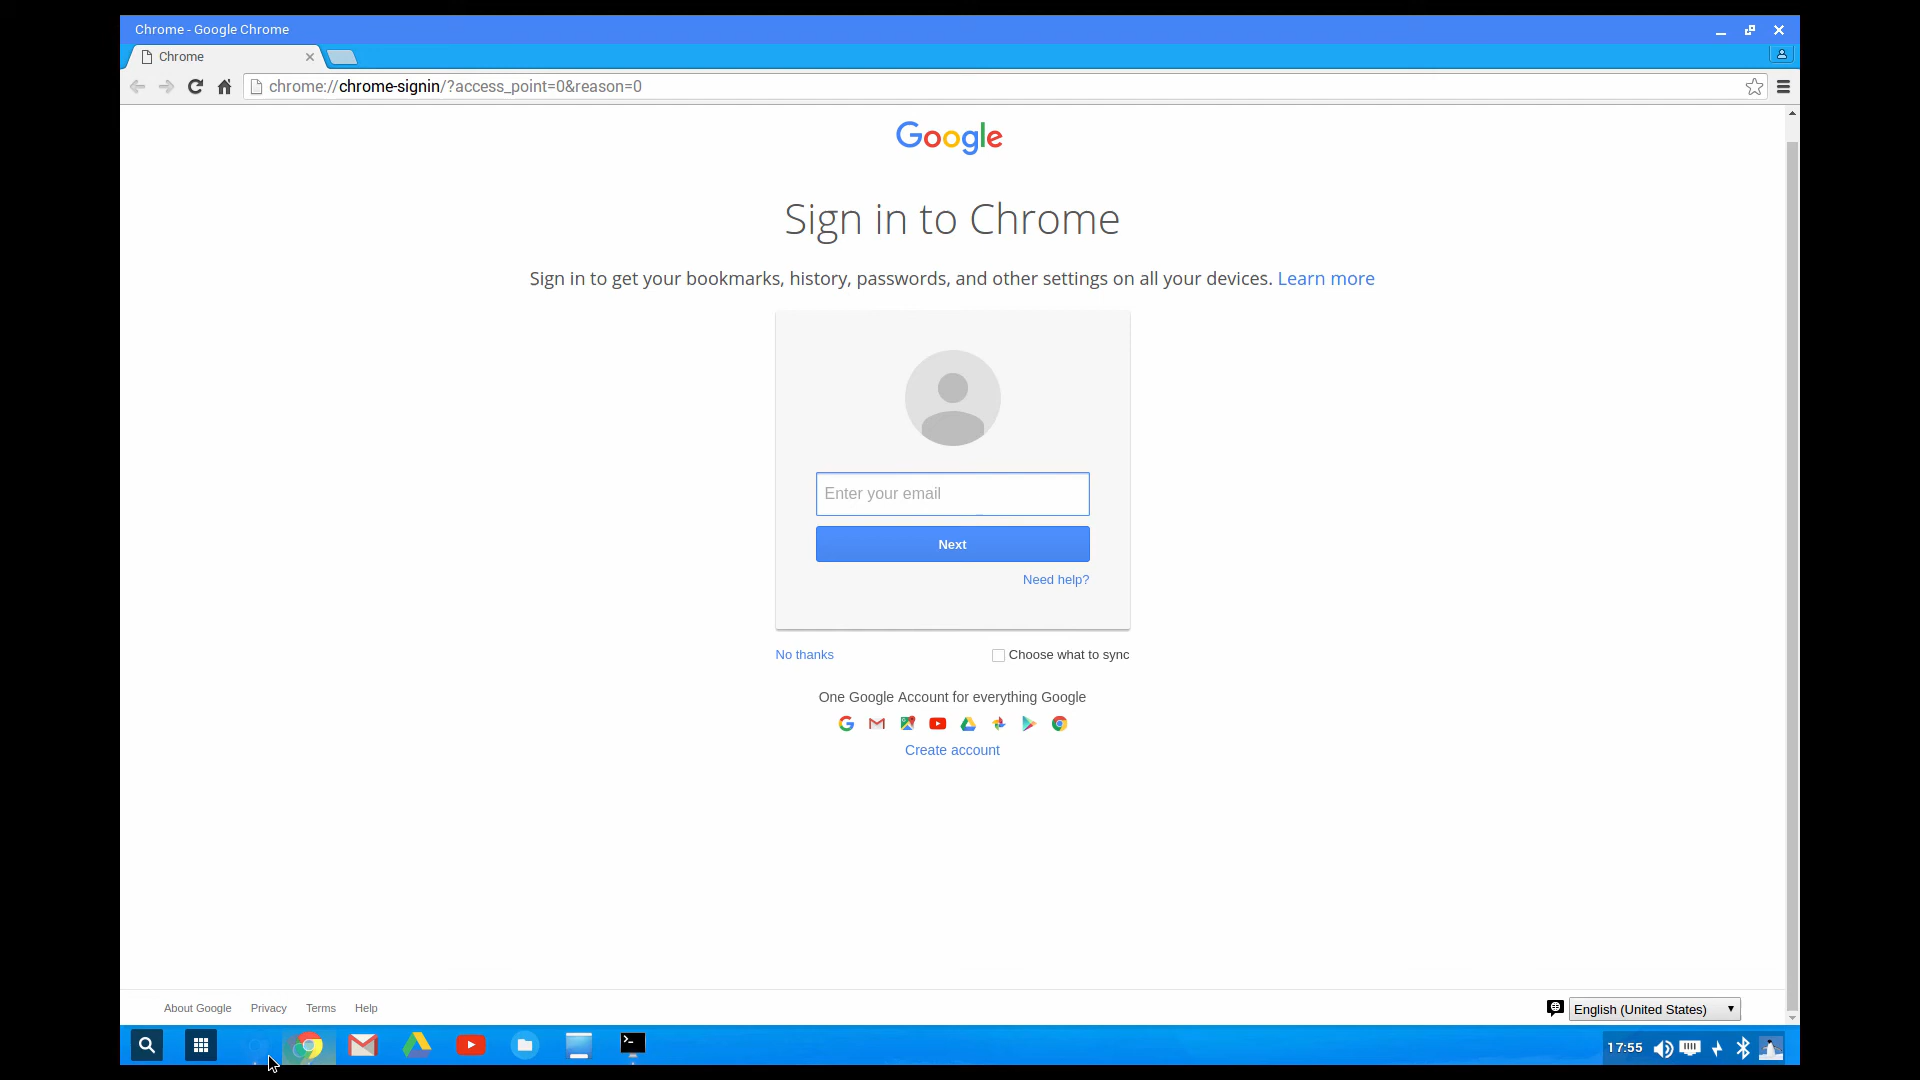 Chrome - Google Chrome
Chrome
chrome://chrome-signin/?access_point=0&reason=0
Google
Sign in to Chrome
Sign in to get your bookmarks, history, passwords, and other settings on all your devices. Learn more
Enter your email
Next
Need help?
No thanks
Choose what to sync
One Google Account for everything Google
Create account
About Google Privacy Terms Help
English (United States)
17:55